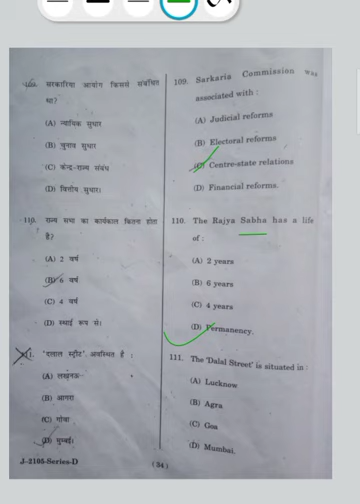 109. सरकारिया आयोग किससे संबंधित
था?
(A) न्यायिक सुधार
(B) चुनाव सुधार
(C) केन्द्र-राज्य संबंध
(D) वित्तीय सुधार।
110. राज्य सभा का कार्यकाल कितना होता
है?
(A) 2 वर्ष
(B) 6 वर्ष
(C) 4 वर्ष
(D) स्थाई रूप से।
111. 'दलाल स्ट्रीट' अवस्थित है :
(A) लखनऊ
(B) आगरा
(C) गोवा
(D) मुम्बई।
J-2105-Series-D
109. Sarkaria Commission was
associated with :
(A) Judicial reforms
(B) Electoral reforms
(C) Centre-state relations
(D) Financial reforms.
110. The Rajya Sabha has a life
of :
(A) 2 years
(B) 6 years
(C) 4 years
(D) Permanency.
111. The 'Dalal Street' is situated in :
(A) Lucknow
(B) Agra
(C) Goa
(D) Mumbai.
(34)